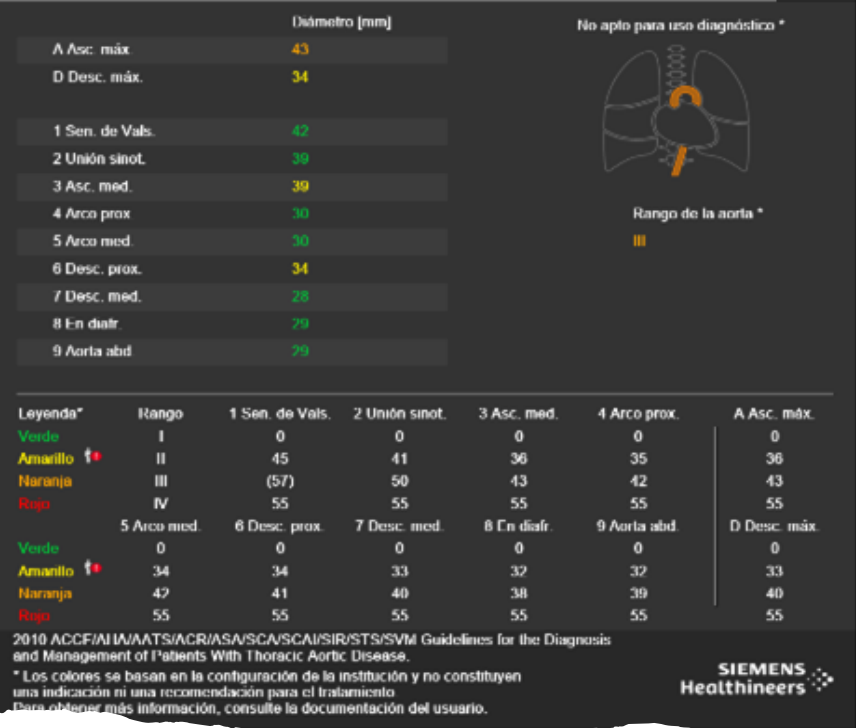 Diámetro [mm]
A Asc. máx 43
D Desc. máx. 34
1 Sen. de Vals. 42
2 Unión sinot. 39
3 Asc. med. 39
4 Arco prox 30
5 Arco med. 30
6 Desc. prox. 34
7 Desc. med. 28
8 En diafr. 29
9 Aorta abd 29
No apto para uso diagnóstico *
Rango de la aorta *
III
Leyenda* Rango 1 Sen. de Vals. 2 Unión sinot. 3 Asc. med. 4 Arco prox. A Asc. máx.
Verde I 0 0 0 0 0
Amarillo II 45 41 36 35 36
Naranja III (57) 50 43 42 43
Rojo IV 55 55 55 55 55
5 Arco med. 6 Desc. prox. 7 Desc. med. 8 En diafr. 9 Aorta abd. D Desc. máx.
Verde 0 0 0 0 0 0
Amarillo 34 34 33 32 32 33
Naranja 42 41 40 38 39 40
Rojo 55 55 55 55 55 55
2010 ACCF/AHA/AATS/ACR/ASA/SCA/SCAI/SIR/STS/SVM Guidelines for the Diagnosis
and Management of Patients With Thoracic Aortic Disease.
* Los colores se basan en la configuración de la institución y no constituyen
una indicación ni una recomendación para el tratamiento
Para obtener más información, consulte la documentación del usuario.
SIEMENS
Healthineers